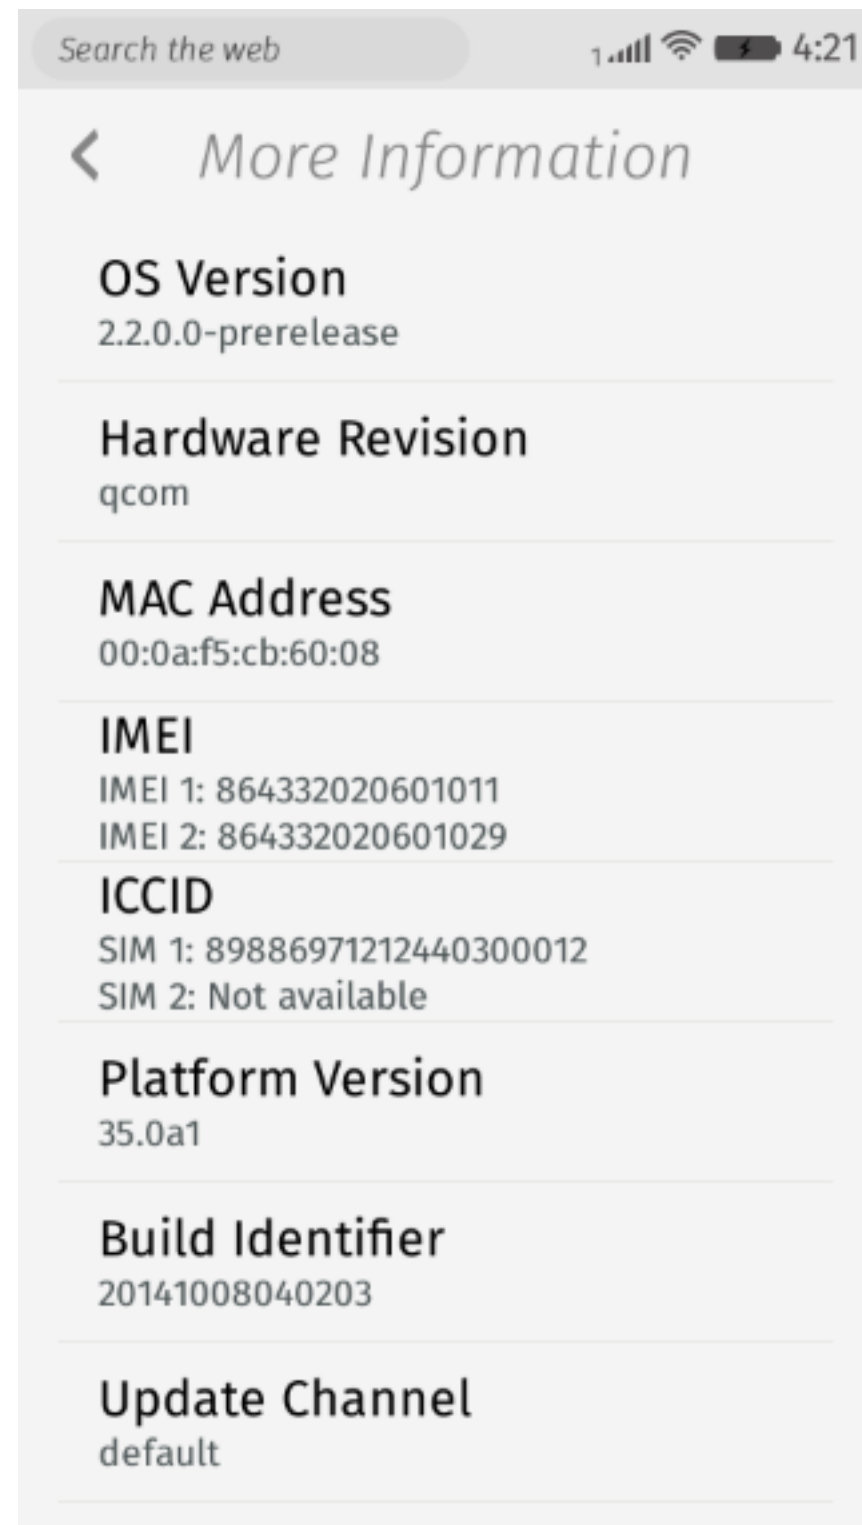 Search the web
1 4:21
More Information
OS Version
2.2.0.0-prerelease
Hardware Revision
qcom
MAC Address
00:0a:f5:cb:60:08
IMEI
IMEI 1: 864332020601011
IMEI 2: 864332020601029
ICCID
SIM 1: 89886971212440300012
SIM 2: Not available
Platform Version
35.0a1
Build Identifier
20141008040203
Update Channel
default